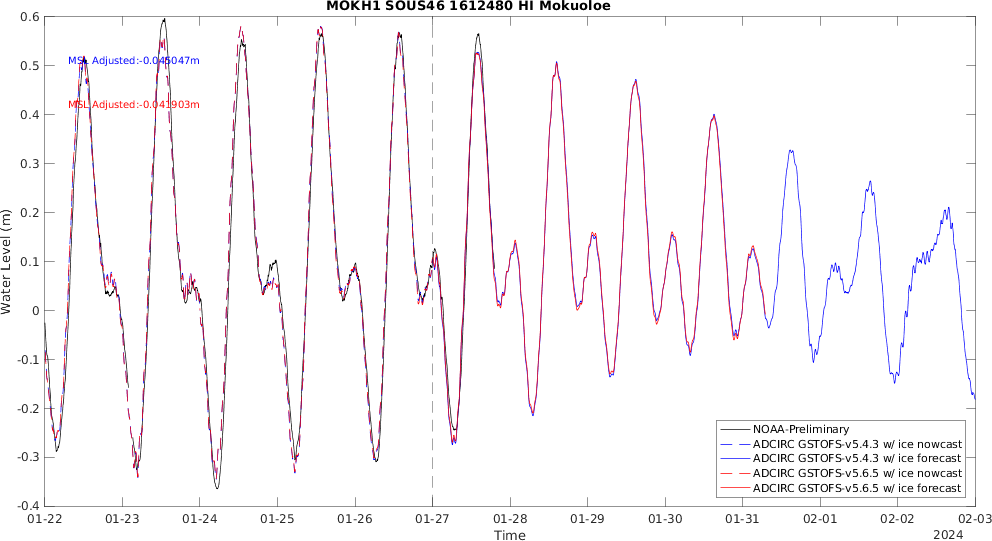 MOKH1 SOUS46 1612480 HI Mokuoloe
0.6
0.5
0.4
0.3
0.2
0.1
0
-0.1
-0.2
-0.3
-0.4
Water Level (m)
MSL Adjusted:-0.045047m
MSL Adjusted:-0.041903m
NOAA-Preliminary
ADCIRC GSTOFS-v5.4.3 w/ ice nowcast
ADCIRC GSTOFS-v5.4.3 w/ ice forecast
ADCIRC GSTOFS-v5.6.5 w/ ice nowcast
ADCIRC GSTOFS-v5.6.5 w/ ice forecast
01-22 01-23 01-24 01-25 01-26 01-27 01-28 01-29 01-30 01-31 02-01 02-02 02-03
Time
2024